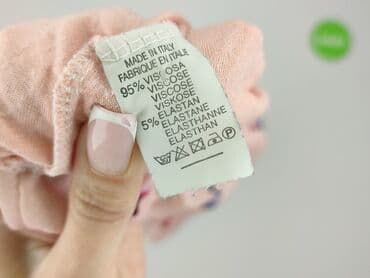 MADE IN ITALY
FABRIQUE EN ITALIE
95% VISCOSA
VISCOSE
VISCOSE
VISKOSE
ELASTAN
5% ELASTANE
ELASTHANNE
ELASTHAN